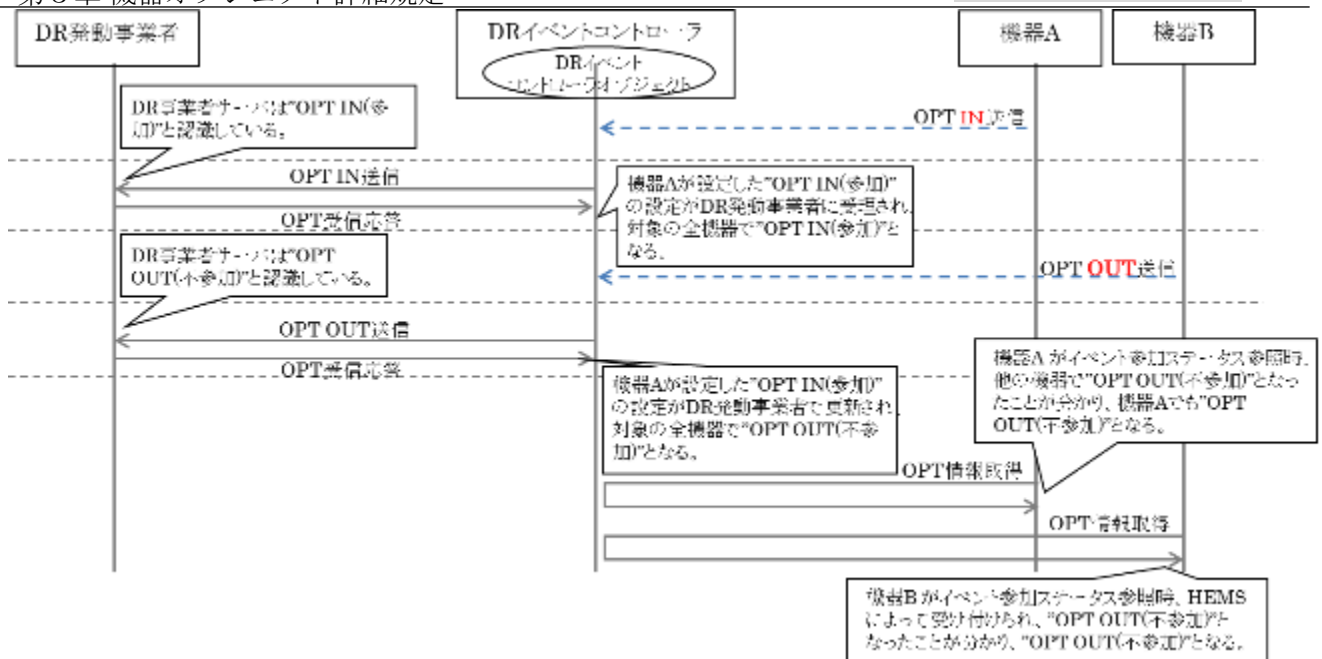 第３章 機器オブジェクト詳細規定
DR発動事業者
DRイベントコントローラ
DRイベント
コントローラオブジェクト
機器A
機器B
DR事業者サーバは"OPT IN(参
加)"と認識している。
OPT IN送信
OPT IN送信
機器Aが設定した"OPT IN(参加)"
の設定がDR発動事業者に受理され、
対象の全機器で"OPT IN(参加)"と
なる。
OPT受信応答
DR事業者サーバは"OPT
OUT(不参加)"と認識している。
OPT OUT送信
OPT OUT送信
OPT受信応答
機器Aが設定した"OPT IN(参加)"
の設定がDR発動事業者で更新され、
対象の全機器で"OPT OUT(不参
加)"となる。
機器A がイベント参加ステータス参照時、
他の機器で"OPT OUT(不参加)"となっ
たことが分かり、機器Aでも"OPT
OUT(不参加)"となる。
OPT情報取得
OPT情報取得
機器B がイベント参加ステータス参照時、HEMS
によって受け付けられ、"OPT OUT(不参加)"と
なったことが分かり、"OPT OUT(不参加)"となる。